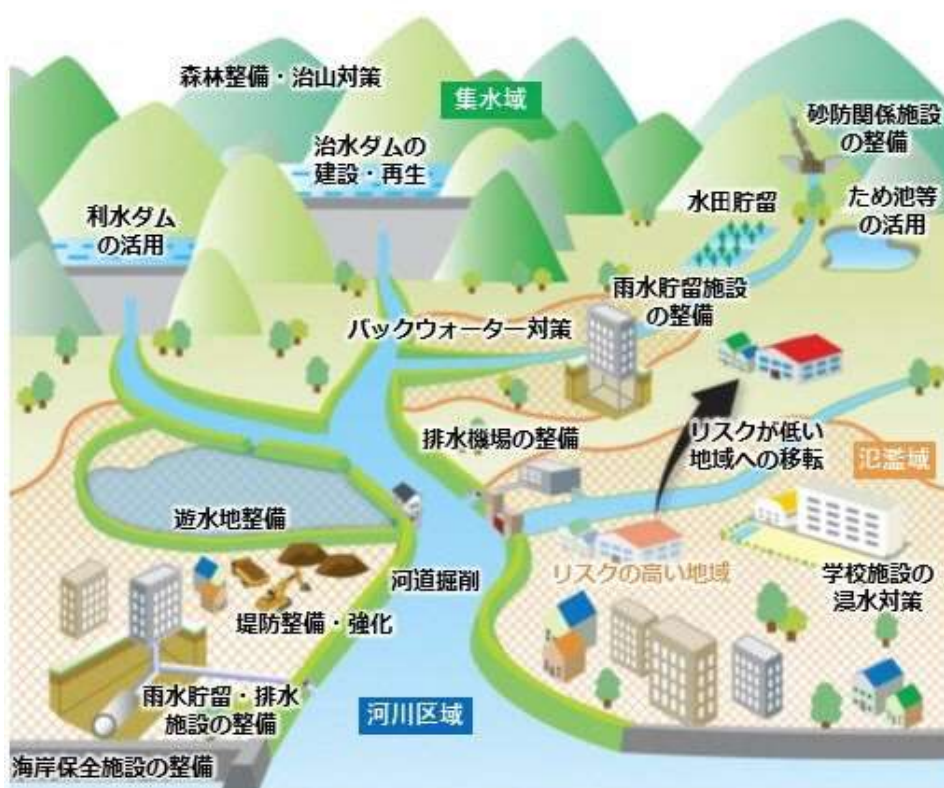 森林整備・治山対策
集水域
砂防関係施設
の整備
治水ダムの
建設・再生
水田貯留
ため池等
の活用
利水ダム
の活用
雨水貯留施設
の整備
バックウォーター対策
排水機場の整備
リスクが低い
地域への移転
氾濫域
遊水地整備
河道掘削
リスクの高い地域
学校施設の
浸水対策
堤防整備・強化
雨水貯留・排水
施設の整備
河川区域
海岸保全施設の整備